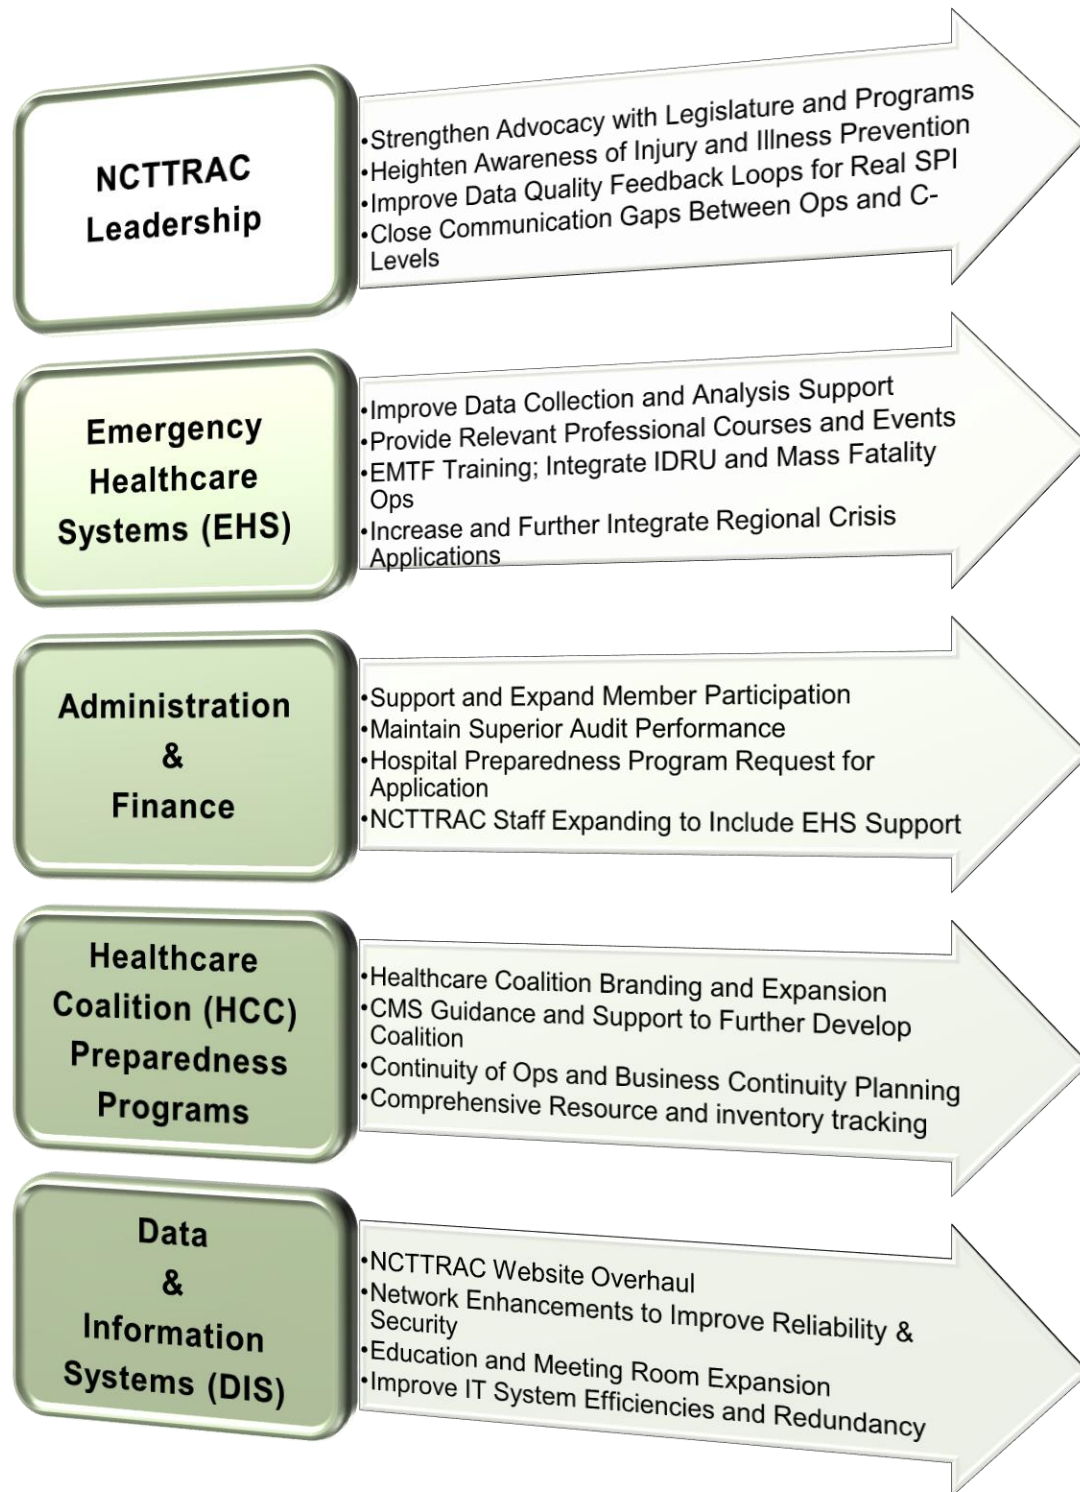 NCTTRAC
Leadership
•Strengthen Advocacy with Legislature and Programs
•Heighten Awareness of Injury and Illness Prevention
•Improve Data Quality Feedback Loops for Real SPI
•Close Communication Gaps Between Ops and C-
Levels
Emergency
Healthcare
Systems (EHS)
•Improve Data Collection and Analysis Support
•Provide Relevant Professional Courses and Events
•EMTF Training; Integrate IDRU and Mass Fatality
Ops
•Increase and Further Integrate Regional Crisis
Applications
Administration
&
Finance
•Support and Expand Member Participation
•Maintain Superior Audit Performance
•Hospital Preparedness Program Request for
Application
•NCTTRAC Staff Expanding to Include EHS Support
Healthcare
Coalition (HCC)
Preparedness
Programs
•Healthcare Coalition Branding and Expansion
•CMS Guidance and Support to Further Develop
Coalition
•Continuity of Ops and Business Continuity Planning
•Comprehensive Resource and inventory tracking
Data
&
Information
Systems (DIS)
•NCTTRAC Website Overhaul
•Network Enhancements to Improve Reliability &
Security
•Education and Meeting Room Expansion
•Improve IT System Efficiencies and Redundancy